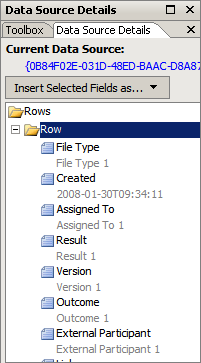 Data Source Details
Toolbox Data Source Details
Current Data Source:
{0B84F02E-031D-48ED-BAAC-D8A87
Insert Selected Fields as...
Rows
Row
File Type
File Type 1
Created
2008-01-30T09:34:11
Assigned To
Assigned To 1
Result
Result 1
Version
Version 1
Outcome
Outcome 1
External Participant
External Participant 1